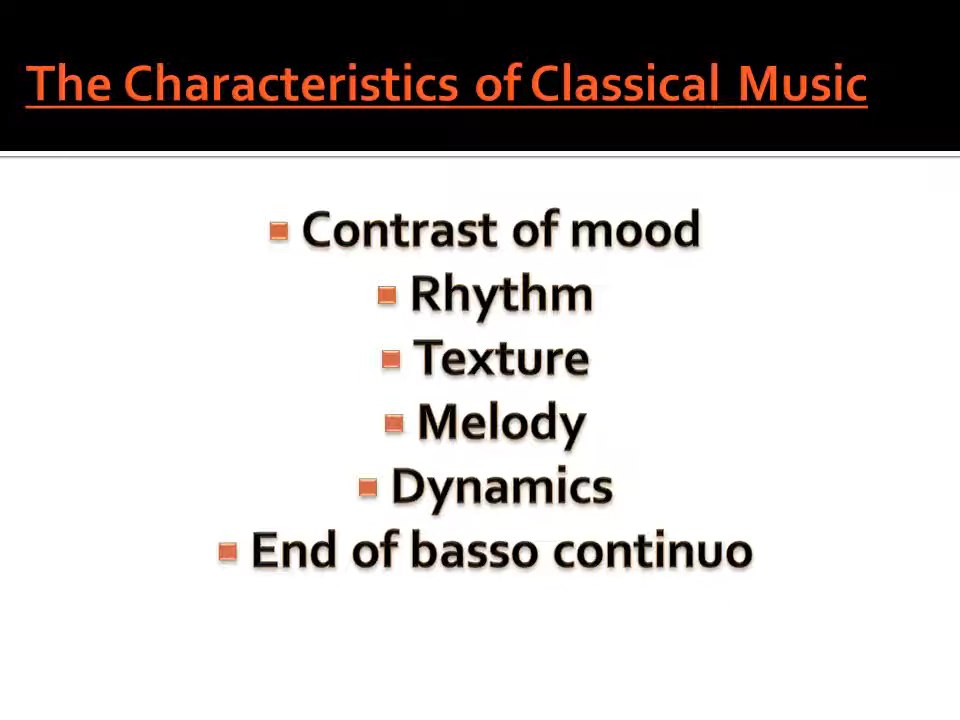 The Characteristics of Classical Music
Contrast of mood
Rhythm
Texture
Melody
Dynamics
End of basso continuo